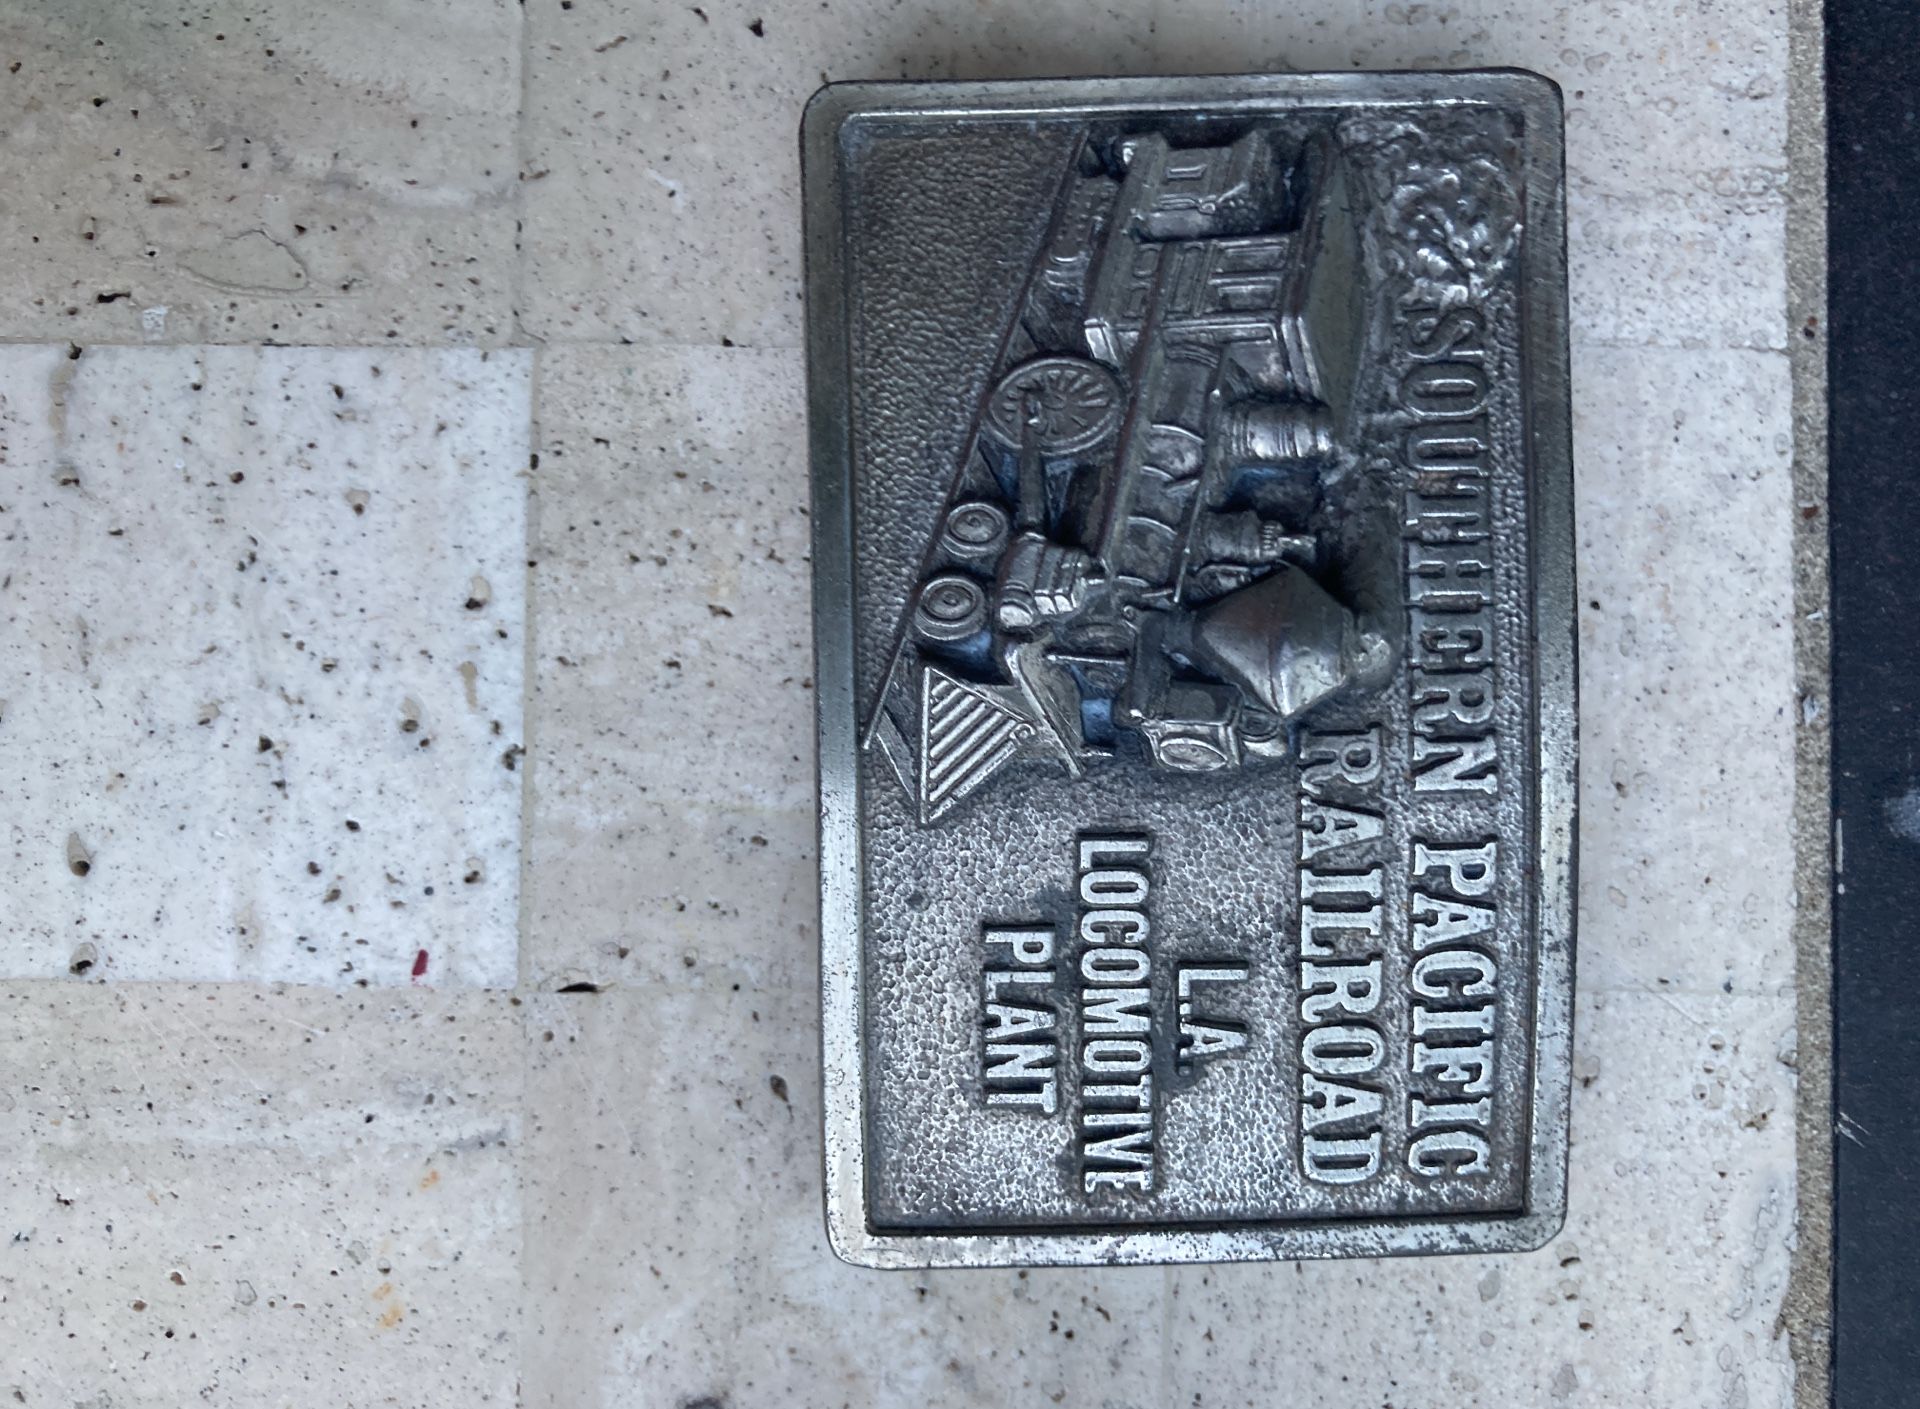 SOUTHERN PACIFIC
RAILROAD
L.A.
LOCOMOTIVE
PLANT